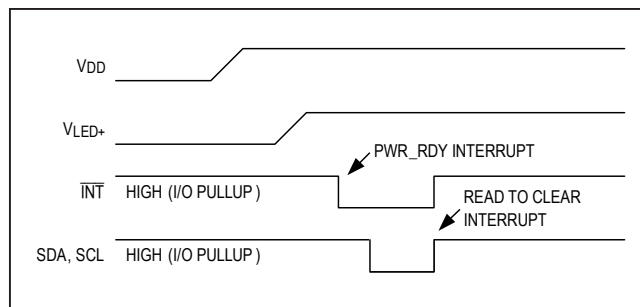 VDD
VLED+
PWR_RDY INTERRUPT
INT HIGH (I/O PULLUP )
READ TO CLEAR
INTERRUPT
SDA, SCL HIGH (I/O PULLUP )